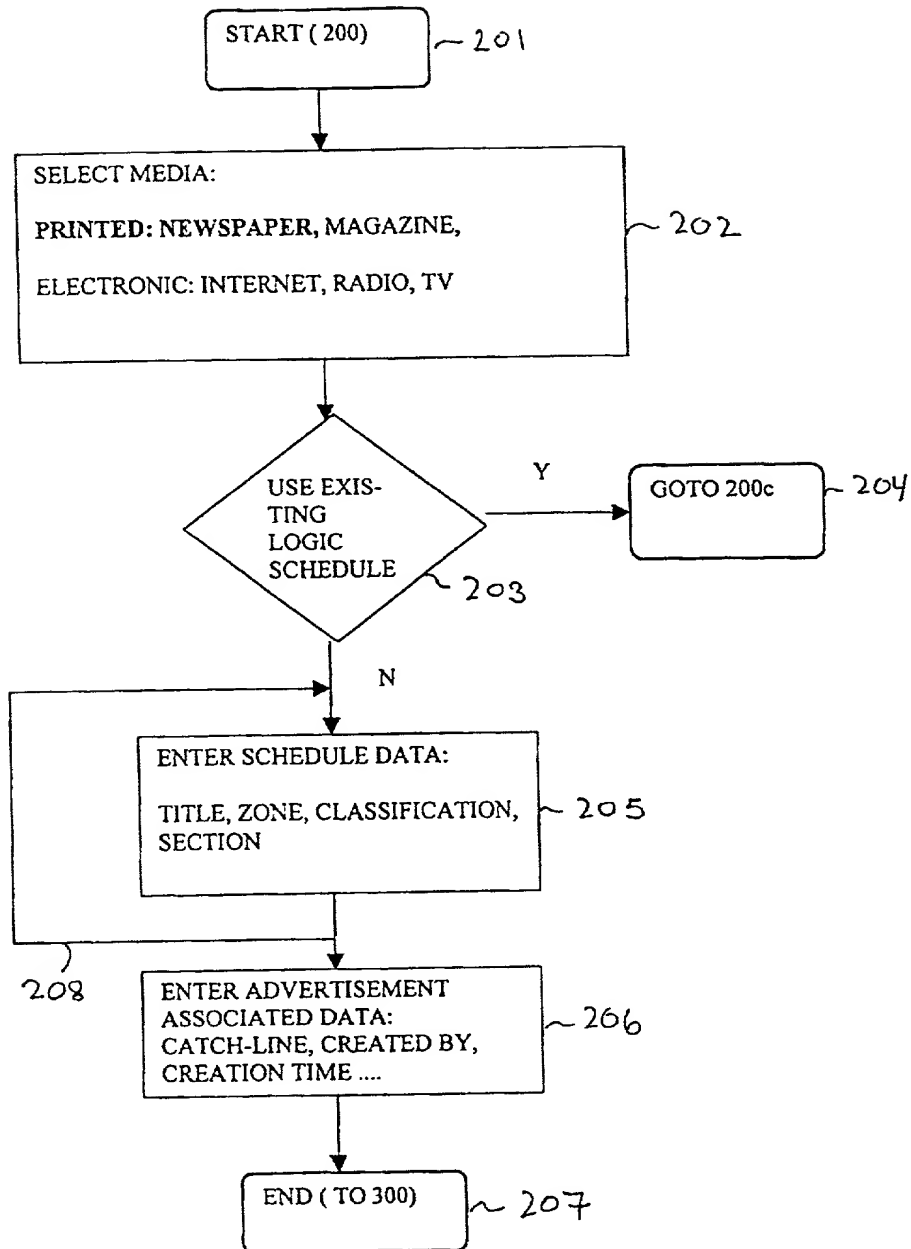 START ( 200)
201
SELECT MEDIA:
PRINTED: NEWSPAPER, MAGAZINE,
ELECTRONIC: INTERNET, RADIO, TV
202
USE EXIS-
TING
LOGIC
SCHEDULE
203
Y
GOTO 200c
204
N
ENTER SCHEDULE DATA:
TITLE, ZONE, CLASSIFICATION,
SECTION
205
208
ENTER ADVERTISEMENT
ASSOCIATED DATA:
CATCH-LINE, CREATED BY,
CREATION TIME ....
206
END ( TO 300)
207